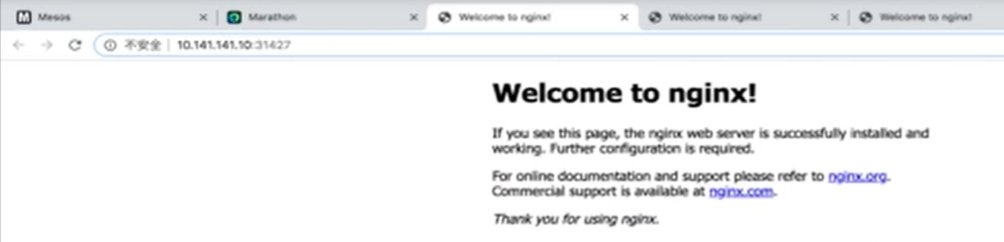 Mesos
Marathon
Welcome to nginx!
Welcome to nginx!
Welcome to nginx!
不安全 10.141.141.10:31427
Welcome to nginx!
If you see this page, the nginx web server is successfully installed and
working. Further configuration is required.
For online documentation and support please refer to nginx.org.
Commercial support is available at nginx.com.
Thank you for using nginx.